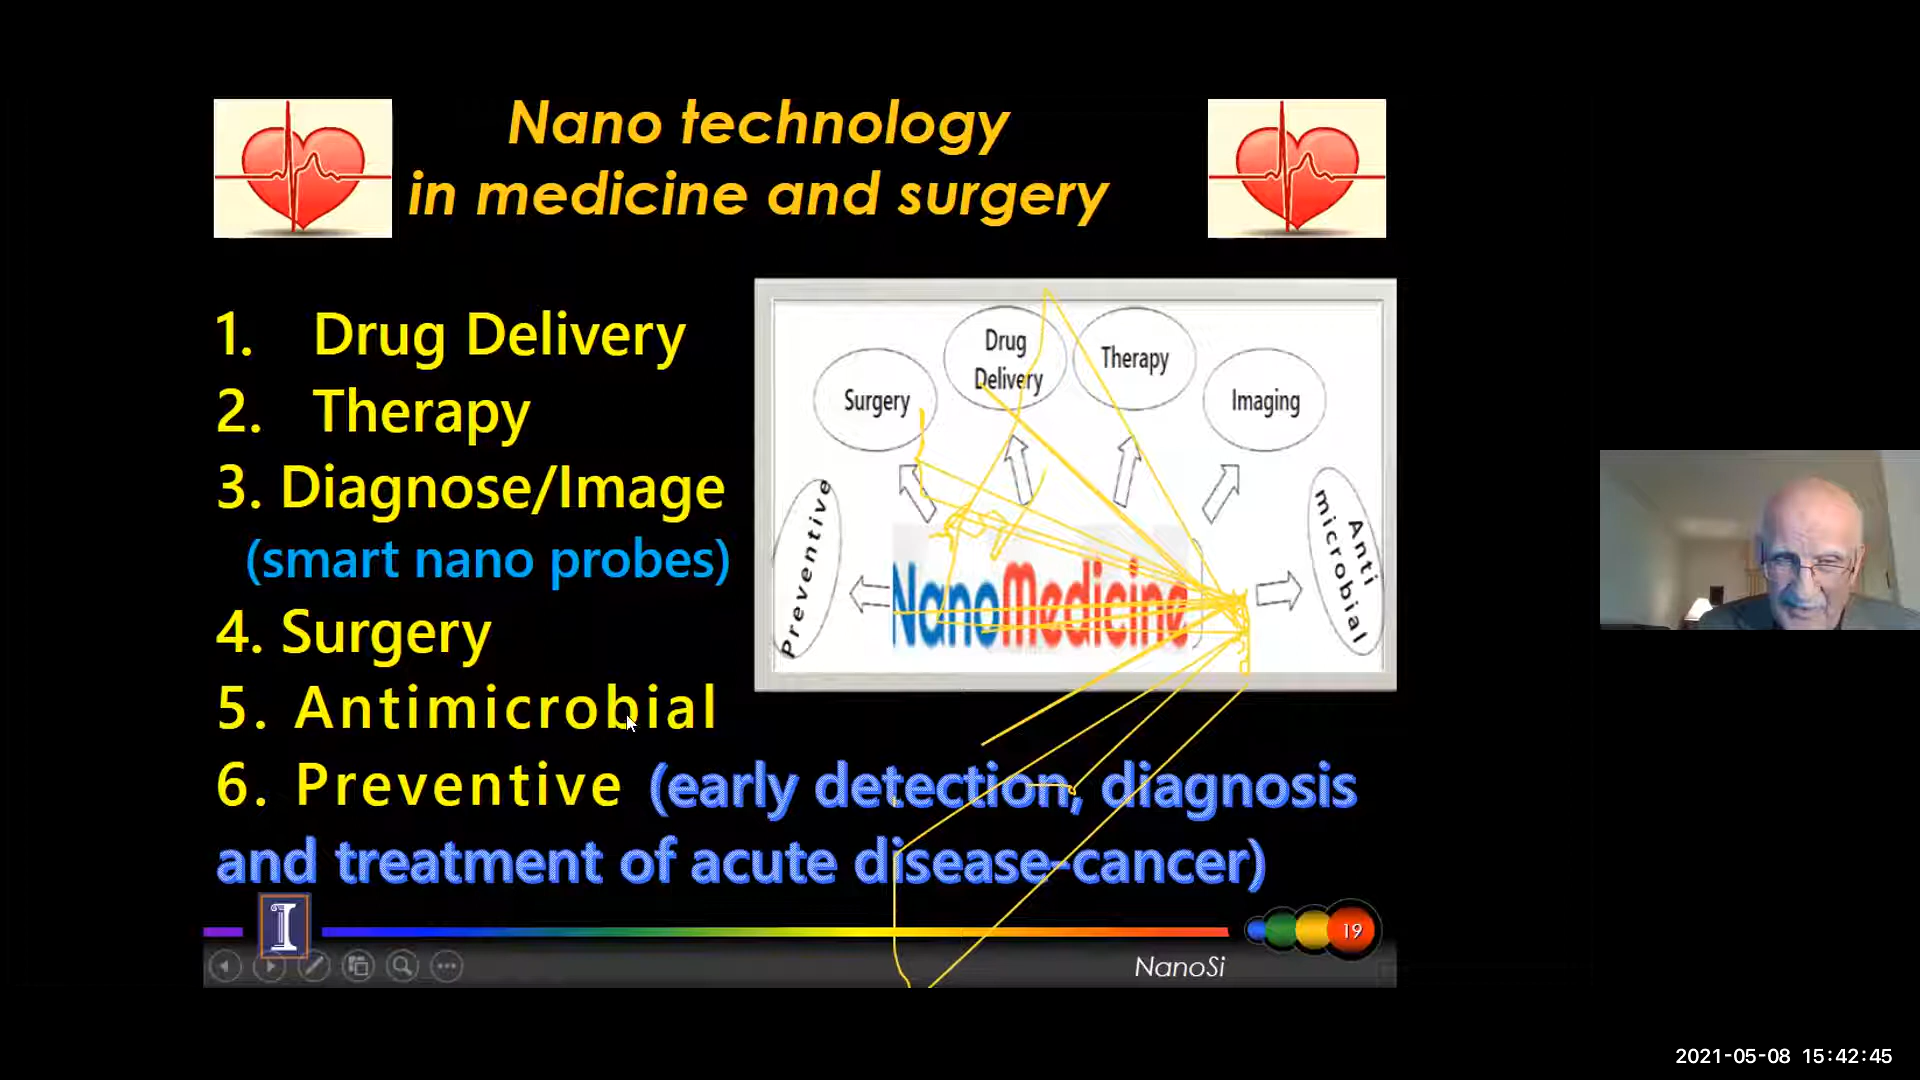 Nano technology
in medicine and surgery
1. Drug Delivery
2. Therapy
3. Diagnose/Image
(smart nano probes)
4. Surgery
5. Antimicrobial
6. Preventive (early detection, diagnosis
and treatment of acute disease-cancer)
Preventive
Surgery
Drug
Delivery
Therapy
Imaging
Anti
microbial
NanoMedicine
I
19
NanoSi
2021-05-08 15:42:45